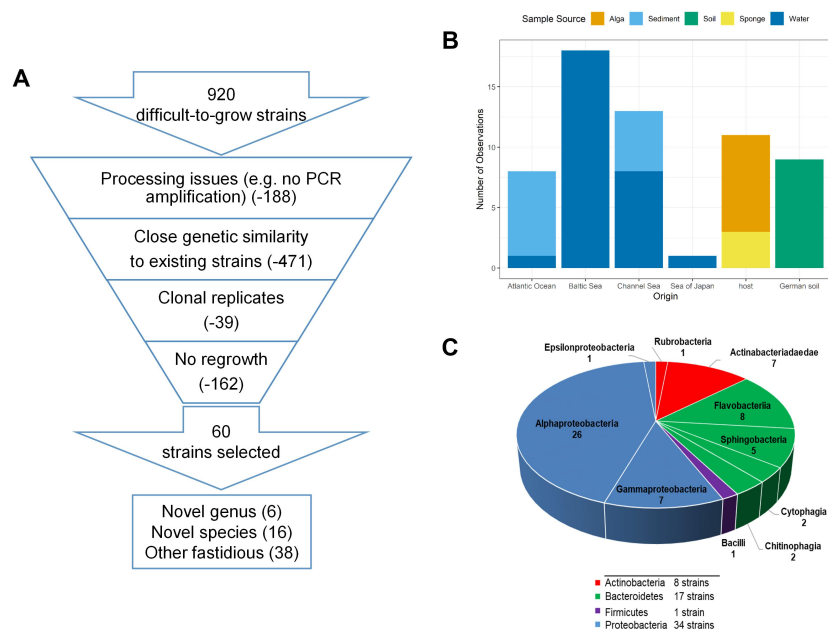 A
920
difficult-to-grow strains
Processing issues (e.g. no PCR
amplification) (-188)
Close genetic similarity
to existing strains (-471)
Clonal replicates
(-39)
No regrowth
(-162)
60
strains selected
Novel genus (6)
Novel species (16)
Other fastidious (38)
B
Sample Source Alga Sediment Soil Sponge Water
Number of Observations
15
10
5
0
Atlantic Ocean Baltic Sea Channel Sea Sea of Japan host German soil
Origin
C
Epsilonproteobacteria
1
Rubrobacteria
1
Actinabacteriadaedae
7
Flavobacteriia
8
Sphingobacteria
5
Cytophagia
2
Chitinophagia
2
Bacilli
1
Gammaproteobacteria
7
Alphaproteobacteria
26
Actinobacteria 8 strains
Bacteroidetes 17 strains
Firmicutes 1 strain
Proteobacteria 34 strains